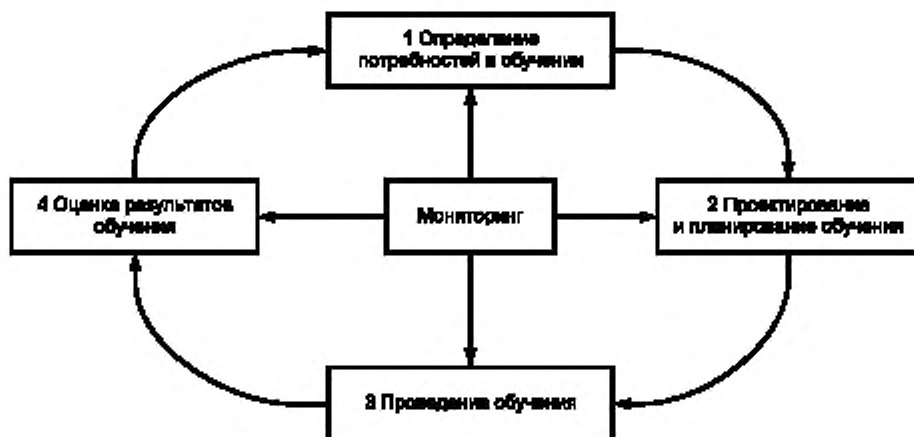 1 Определение
потребностей в обучении
4 Оценка результатов
обучения
Мониторинг
2 Проектирование
и планирование обучения
3 Проведение обучения